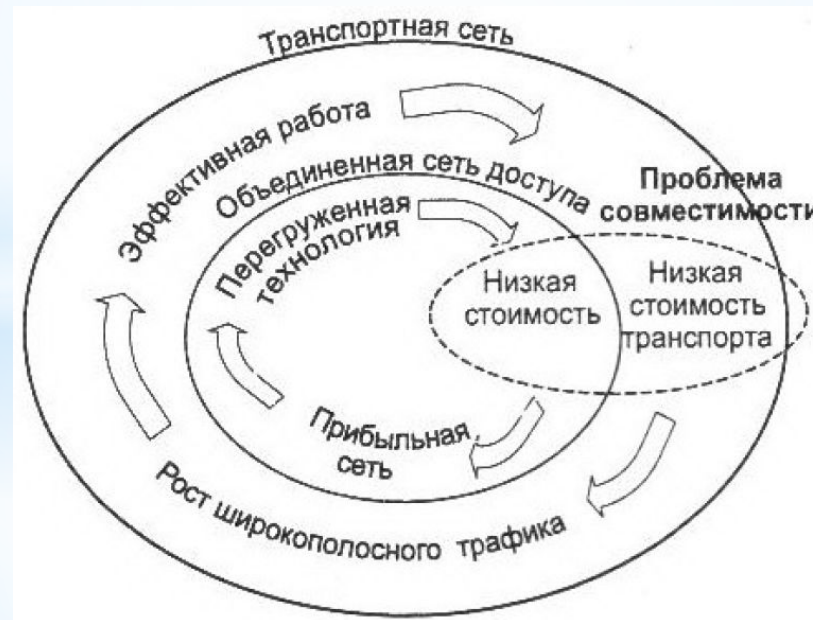 Транспортная сеть
Эффективная работа
Объединенная сеть доступа
Проблема
совместимости
Перегруженная
технология
Низкая
стоимость
Низкая
стоимость
транспорта
Прибыльная
сеть
Рост широкополосного трафика